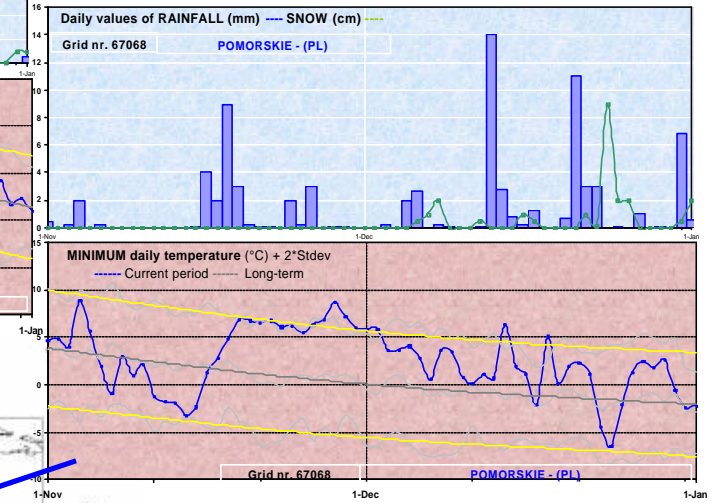 16
Daily values of RAINFALL (mm) ---- SNOW (cm) ----
14
Grid nr. 67068 POMORSKIE - (PL)
12
1-Jan
10
8
6
4
2
0
1-Nov 1-Dec 1-Jan
15
MINIMUM daily temperature (°C) + 2*Stdev
------ Current period ------ Long-term
10
5
1-Jan
0
-5
Grid nr. 67068 POMORSKIE - (PL)
-10
1-Nov 1-Dec 1-Jan